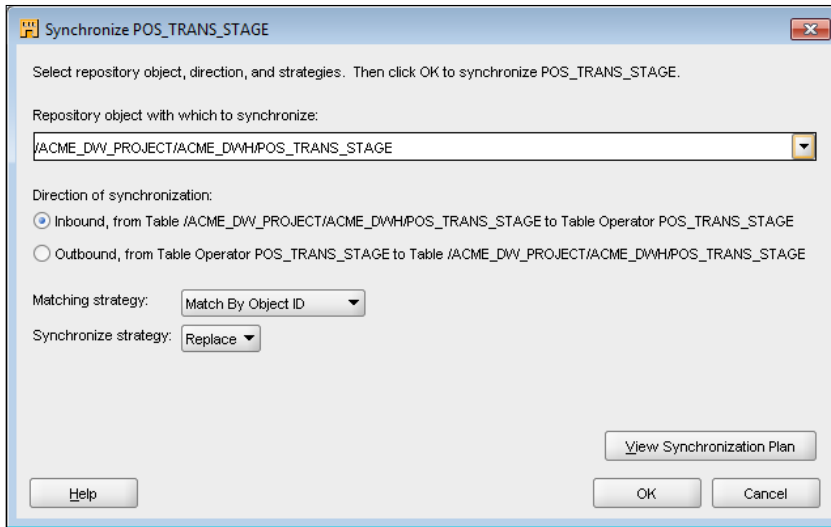 Synchronize POS_TRANS_STAGE
Select repository object, direction, and strategies. Then click OK to synchronize POS_TRANS_STAGE.
Repository object with which to synchronize:
/ACME_DW_PROJECT/ACME_DWH/POS_TRANS_STAGE
Direction of synchronization:
Inbound, from Table /ACME_DW_PROJECT/ACME_DWH/POS_TRANS_STAGE to Table Operator POS_TRANS_STAGE
Outbound, from Table Operator POS_TRANS_STAGE to Table /ACME_DW_PROJECT/ACME_DWH/POS_TRANS_STAGE
Matching strategy: Match By Object ID
Synchronize strategy: Replace
View Synchronization Plan
Help OK Cancel